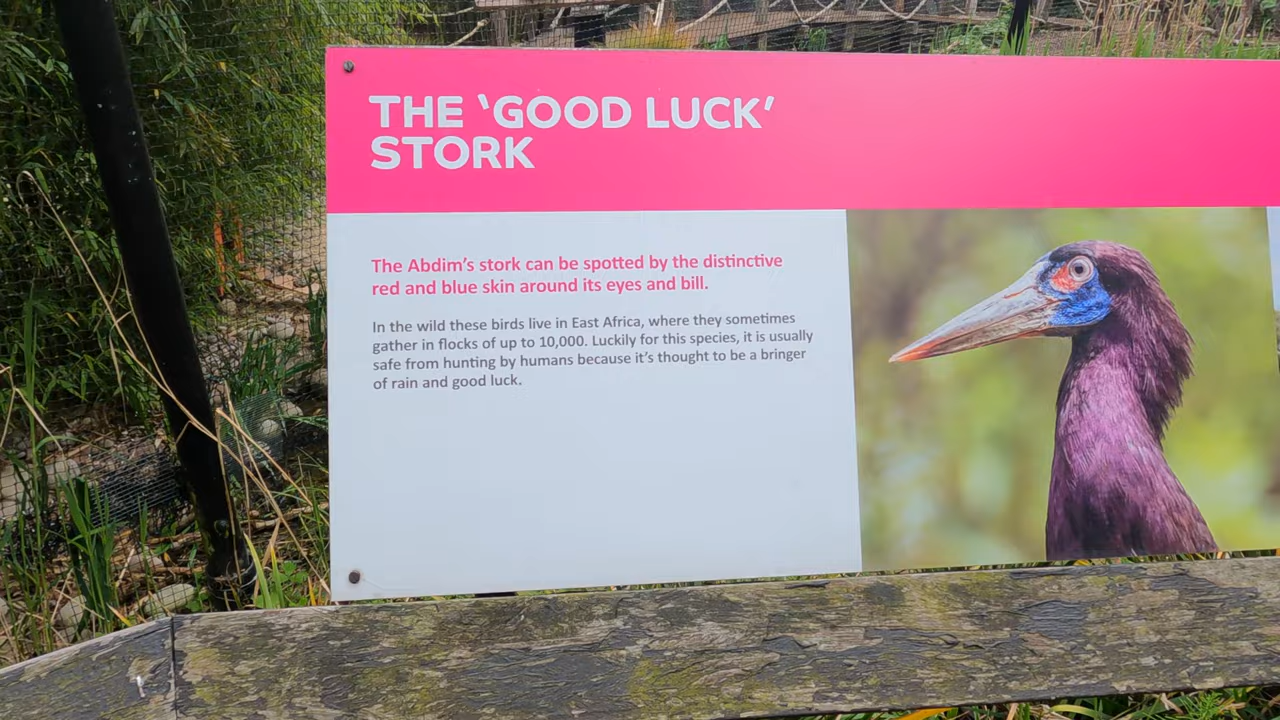 THE ‘GOOD LUCK’
STORK
The Abdim’s stork can be spotted by the distinctive
red and blue skin around its eyes and bill.
In the wild these birds live in East Africa, where they sometimes
gather in flocks of up to 10,000. Luckily for this species, it is usually
safe from hunting by humans because it’s thought to be a bringer
of rain and good luck.